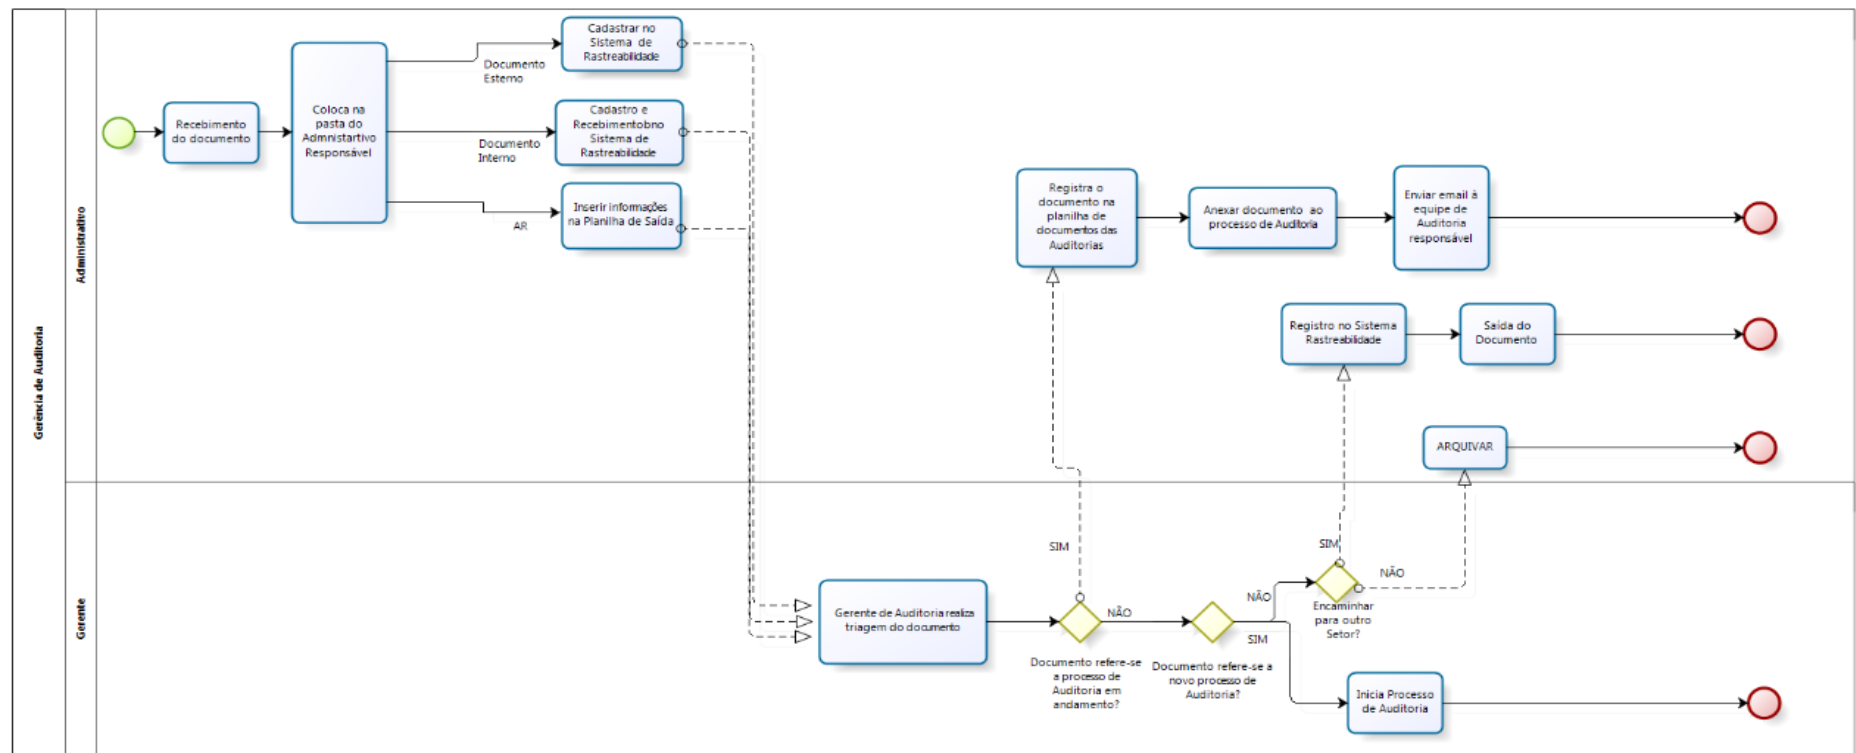 Gerência de Auditoria
Administrativo
Recebimento
do documento
Coloca na
pasta do
Admnistartivo
Responsável
Documento
Esterno
Documento
Interno
AR
Cadastrar no
Sistema de
Rastreabilidade
Cadastro e
Recebimentobno
Sistema de
Rastreabilidade
Inserir informações
na Planilha de Saída
Registra o
documento na
planilha de
documentos das
Auditorias
Anexar documento ao
processo de Auditoria
Enviar email à
equipe de
Auditoria
responsável
Registro no Sistema
Rastreabilidade
Saída do
Documento
ARQUIVAR
Gerente
Gerente de Auditoria realiza
triagem do documento
SIM
NÃO
Documento refere-se
a processo de
Auditoria em
andamento?
NÃO
SIM
Documento refere-se a
novo processo de
Auditoria?
SIM
NÃO
Encaminhar
para outro
Setor?
Inicia Processo
de Auditoria